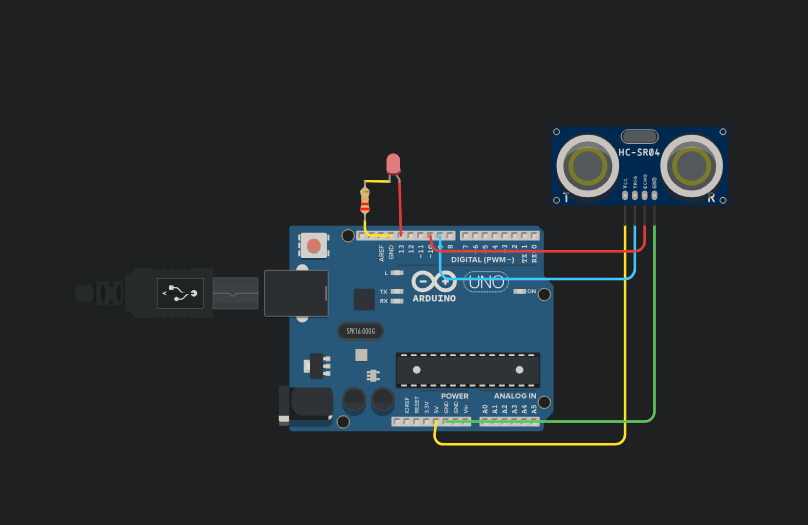 HC-SR04
Vcc
TRIG
ECHO
GND
T
R
AREF
GND
13
12
~11
~10
9
8
7
~6
~5
4
~3
2
TX 1
RX 0
DIGITAL (PWM~)
L
TX
RX
UNO
ON
ARDUINO
SPK16.000G
POWER
ANALOG IN
IOREF
RESET
3.3V
5V
GND
GND
Vin
A0
A1
A2
A3
A4
A5